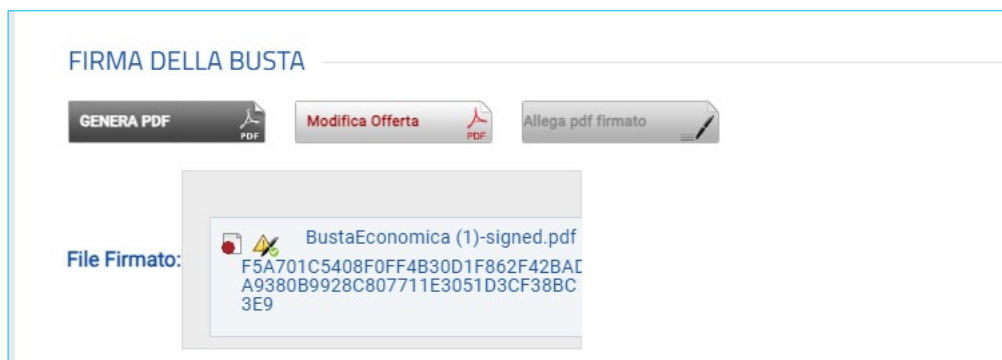 FIRMA DELLA BUSTA
GENERA PDF
PDF
Modifica Offerta
PDF
Allega pdf firmato
File Firmato:
BustaEconomica (1)-signed.pdf
F5A701C5408F0FF4B30D1F862F42BAD
A9380B9928C807711E3051D3CF38BC
3E9